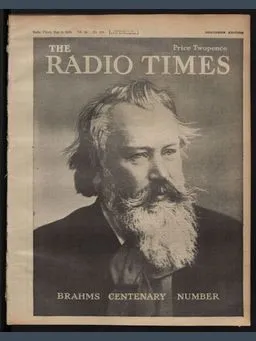 THE
Price Twopence
RADIO TIMES
BRAHMS CENTENARY NUMBER